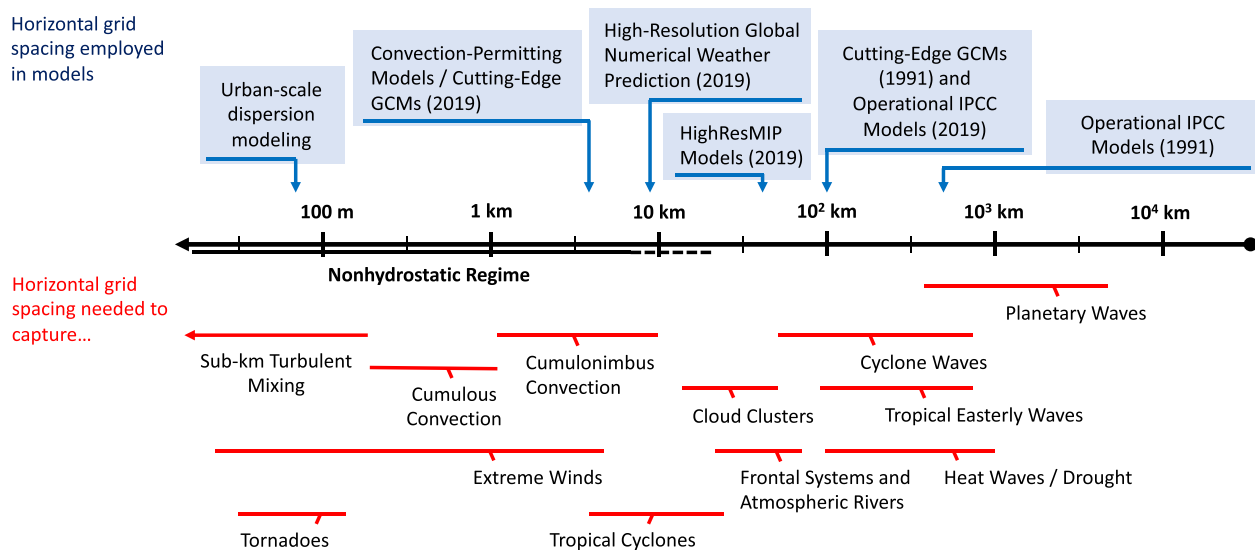 Horizontal grid
spacing employed
in models
Urban-scale
dispersion
modeling
Convection-Permitting
Models / Cutting-Edge
GCMs (2019)
High-Resolution Global
Numerical Weather
Prediction (2019)
HighResMIP
Models (2019)
Cutting-Edge GCMs
(1991) and
Operational IPCC
Models (2019)
Operational IPCC
Models (1991)
100 m
1 km
10 km
10² km
10³ km
10⁴ km
Nonhydrostatic Regime
Horizontal grid
spacing needed to
capture...
Planetary Waves
Sub-km Turbulent
Mixing
Cumulous
Convection
Cumulonimbus
Convection
Cyclone Waves
Cloud Clusters
Tropical Easterly Waves
Extreme Winds
Frontal Systems and
Atmospheric Rivers
Heat Waves / Drought
Tornadoes
Tropical Cyclones